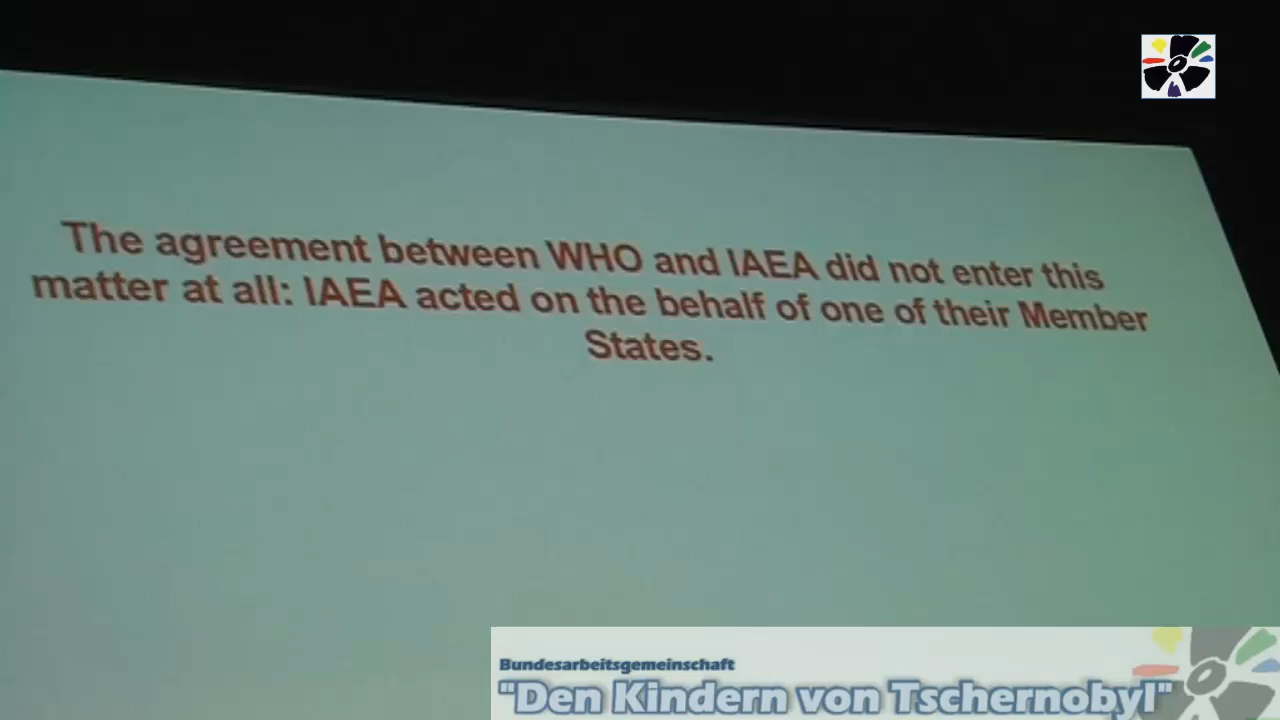 The agreement between WHO and IAEA did not enter this
matter at all: IAEA acted on the behalf of one of their Member
States.
Bundesarbeitsgemeinschaft
"Den Kindern von Tschernobyl"